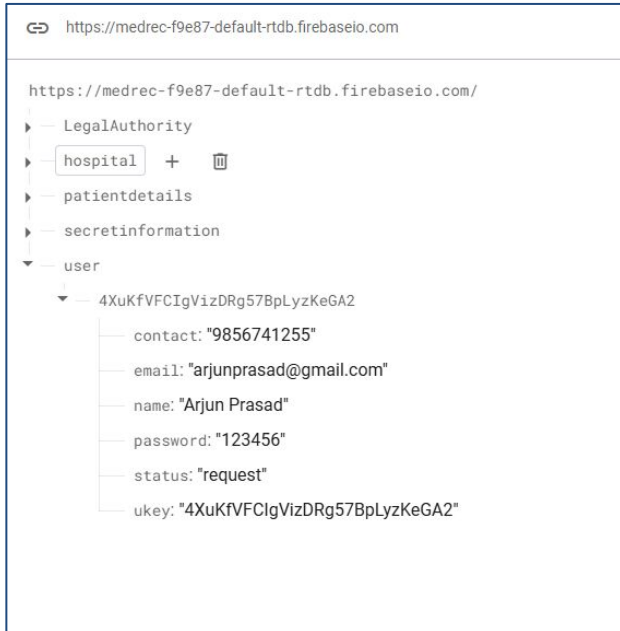 https://medrec-f9e87-default-rtdb.firebaseio.com
https://medrec-f9e87-default-rtdb.firebaseio.com/
LegalAuthority
hospital
patientdetails
secretinformation
user
4XuKfVFCIgVizDRg57BpLyzKeGA2
contact: "9856741255"
email: "arjunprasad@gmail.com"
name: "Arjun Prasad"
password: "123456"
status: "request"
ukey: "4XuKfVFCIgVizDRg57BpLyzKeGA2"